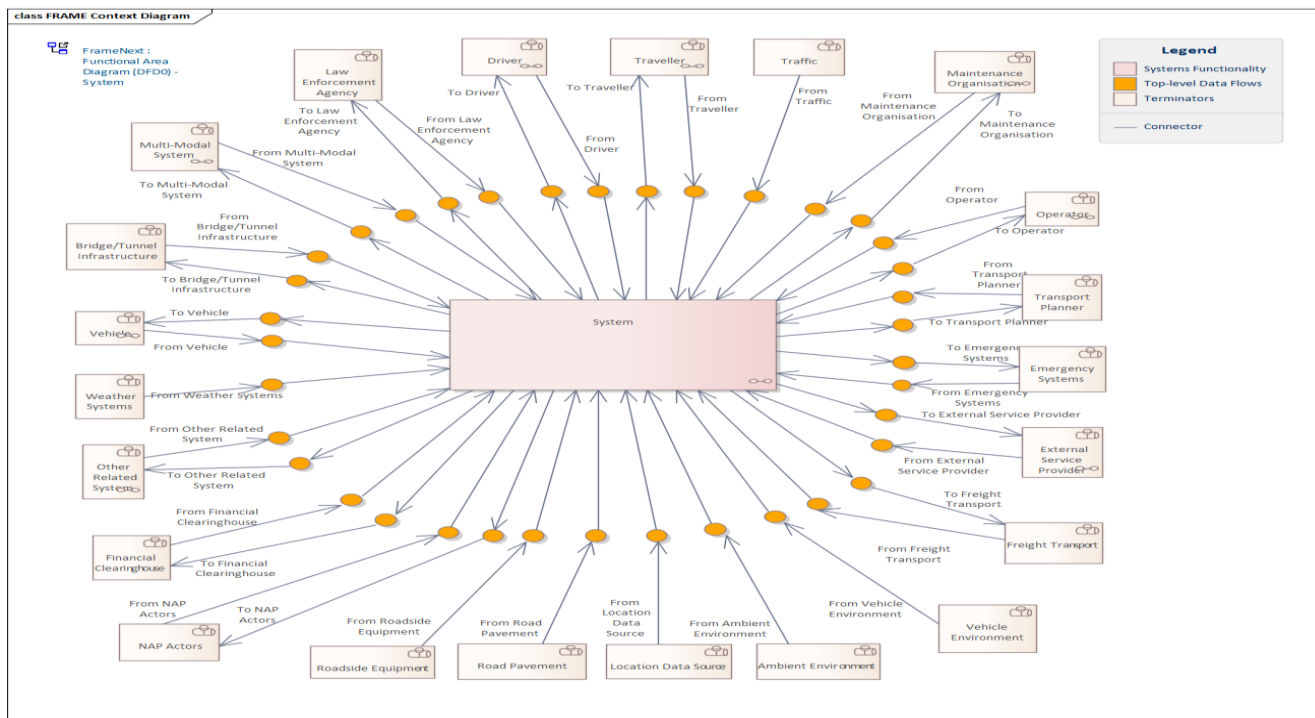 class FRAME Context Diagram
FrameNext :
Functional Area
Diagram (DFD0) -
System
Legend
Systems Functionality
Top-level Data Flows
Terminators
Connector
Law
Enforcement
Agency
Driver
Traveller
Traffic
Maintenance
Organisation
To Law
Enforcement
Agency
From Law
Enforcement
Agency
To Driver
From
Driver
To Traveller
From
Traveller
From
Traffic
From
Maintenance
Organisation
To
Maintenance
Organisation
Multi-Modal
System
From Multi-Modal
System
To Multi-Modal
System
From
Operator
Operator
To Operator
Bridge/Tunnel
Infrastructure
From
Bridge/Tunnel
Infrastructure
To Bridge/Tunnel
Infrastructure
From
Transport
Planner
Transport
Planner
To Transport Planner
Vehicle
To Vehicle
From Vehicle
System
To Emergency
Systems
Emergency
Systems
From Emergency
Systems
Weather
Systems
From Weather Systems
To External Service Provider
External
Service
Provider
From External
Service Provider
Other
Related
System
From Other Related
System
To Other Related
System
Financial
Clearinghouse
From Financial
Clearinghouse
To Financial
Clearinghouse
To Freight
Transport
Freight Transport
From Freight
Transport
NAP Actors
From NAP
Actors
To NAP
Actors
Roadside Equipment
From Roadside
Equipment
Road Pavement
From Road
Pavement
Location Data Source
From
Location
Data
Source
Ambient Environment
From Ambient
Environment
Vehicle
Environment
From Vehicle
Environment